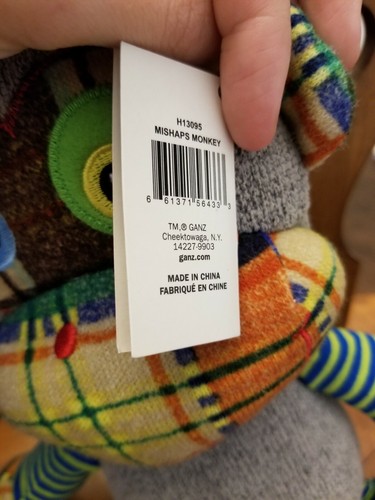 H13095
MISHAPS MONKEY
6 61371 56433 3
TM,® GANZ
Cheektowaga, N.Y.
14227-9903
ganz.com
MADE IN CHINA
FABRIQUÉ EN CHINE